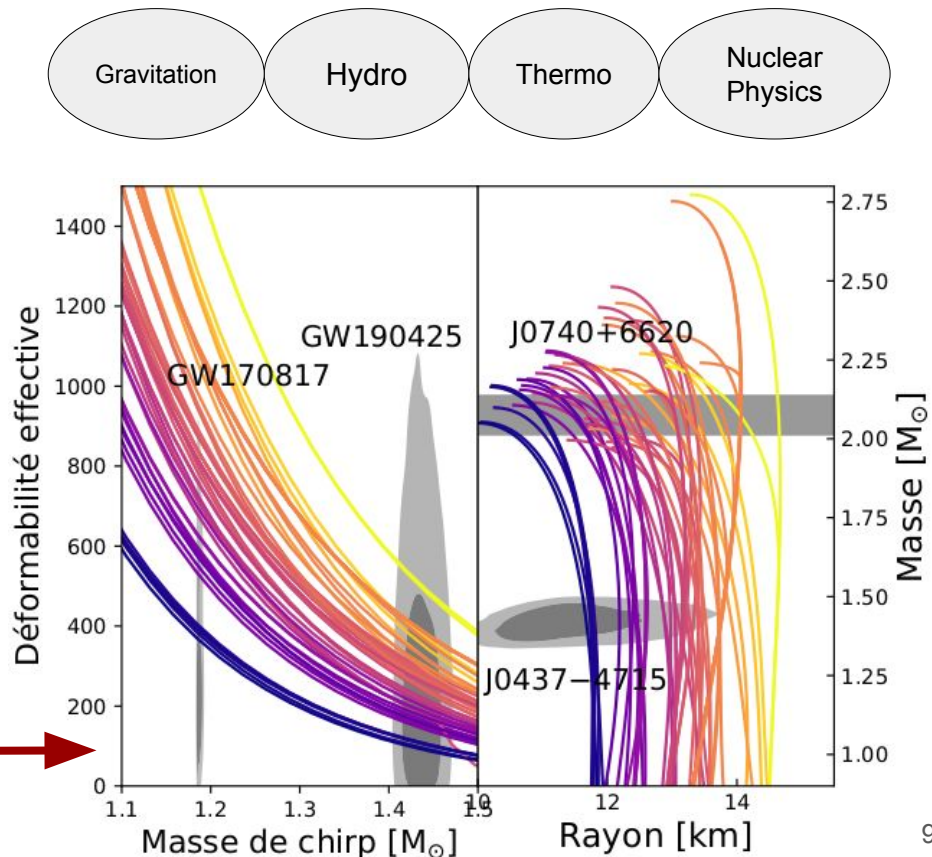 Gravitation
Hydro
Thermo
Nuclear
Physics
Déformabilité effective
1400
1200
1000
800
600
400
200
0
GW190425
GW170817
1.1
1.2
1.3
1.4
1.5
Masse de chirp [M⊙]
J0740+6620
J0437−4715
10
12
14
Rayon [km]
2.75
2.50
2.25
2.00
1.75
1.50
1.25
1.00
Masse [M⊙]
9